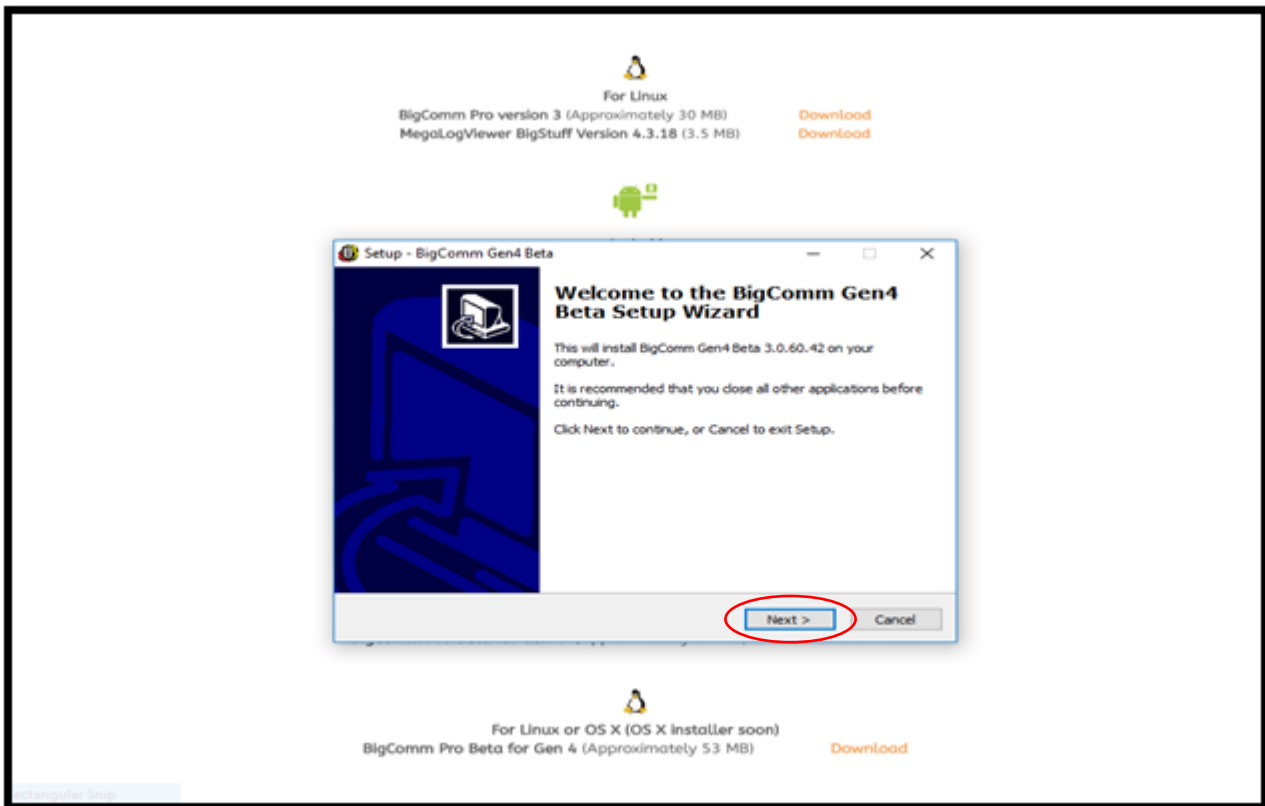 For Linux
BigComm Pro version 3 (Approximately 30 MB) Download
MegaLogViewer BigStuff Version 4.3.18 (3.5 MB) Download
Setup - BigComm Gen4 Beta
Welcome to the BigComm Gen4
Beta Setup Wizard
This will install BigComm Gen4 Beta 3.0.60.42 on your
computer.
It is recommended that you close all other applications before
continuing.
Click Next to continue, or Cancel to exit Setup.
Next >
Cancel
For Linux or OS X (OS X installer soon)
BigComm Pro Beta for Gen 4 (Approximately 53 MB) Download
ectangular Snip